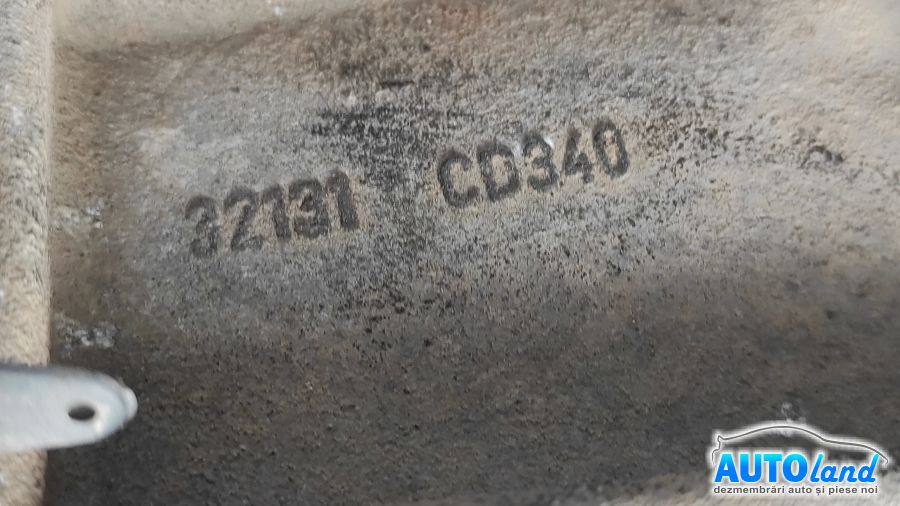 32131 CD340
AUTOland
dezmembrări auto și piese noi